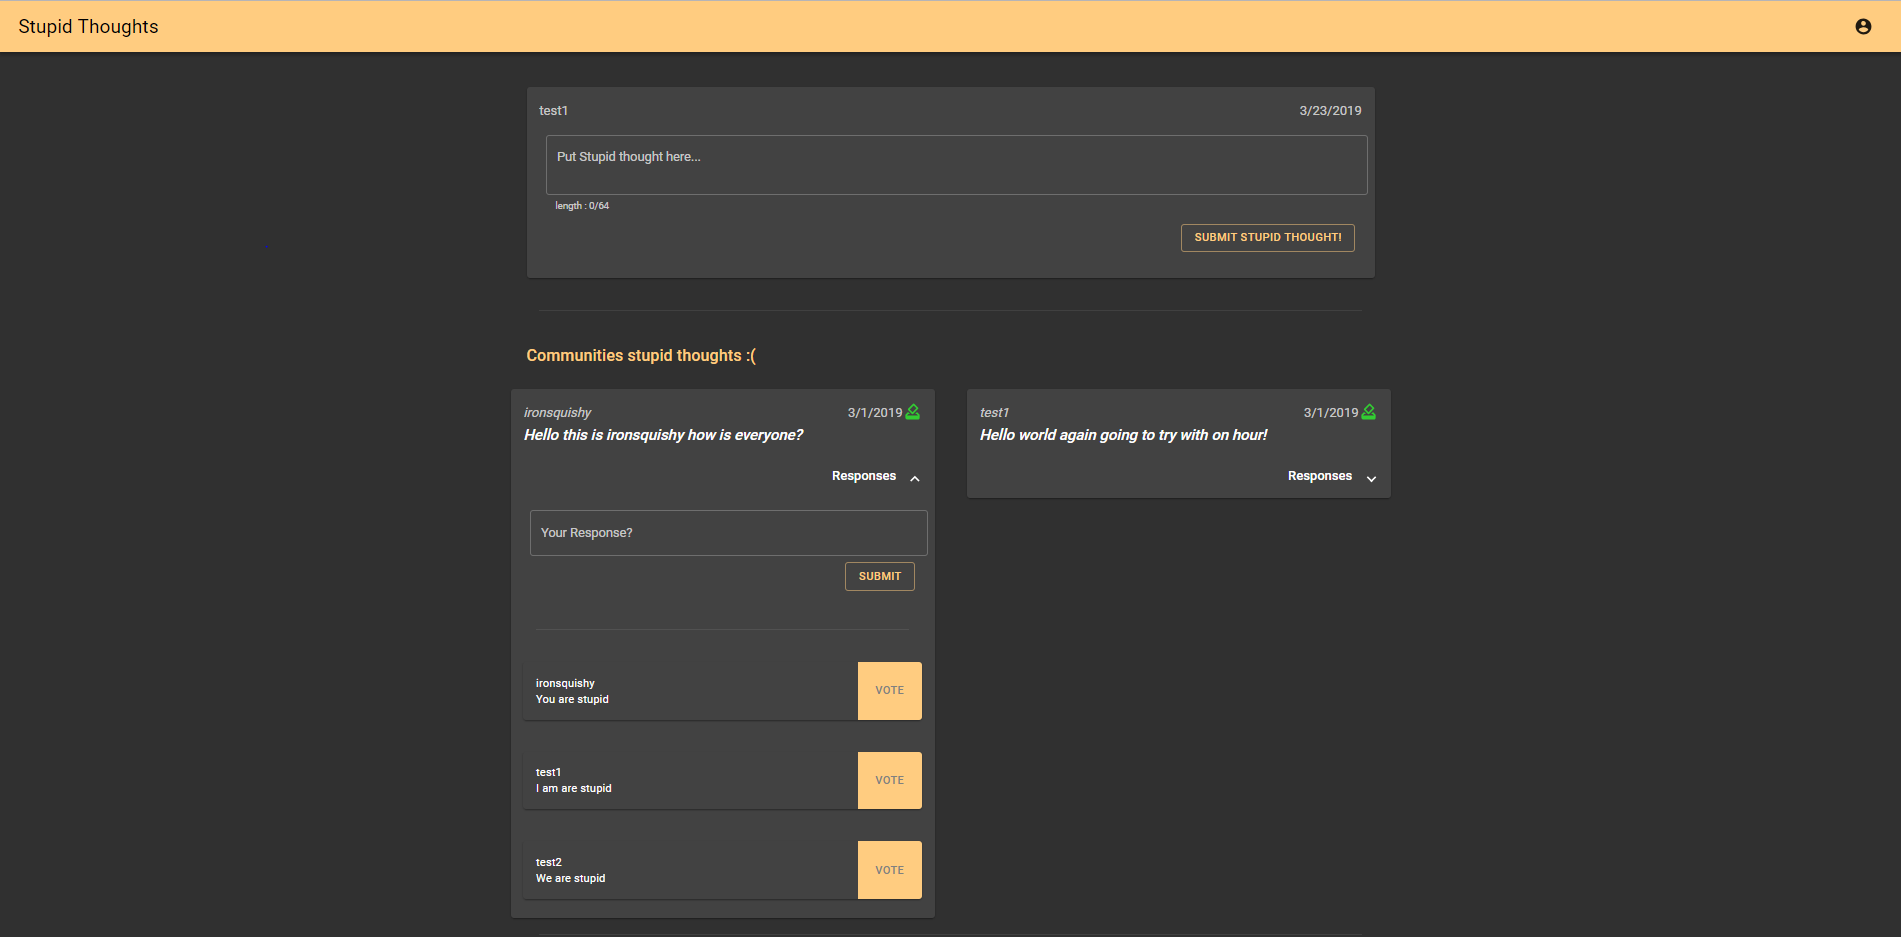 Stupid Thoughts
test1 3/23/2019
Put Stupid thought here...
length : 0/64
SUBMIT STUPID THOUGHT!
Communities stupid thoughts :(
ironsquishy 3/1/2019
Hello this is ironsquishy how is everyone?
Responses
Your Response?
SUBMIT
ironsquishy
You are stupid
VOTE
test1
I am are stupid
VOTE
test2
We are stupid
VOTE
test1 3/1/2019
Hello world again going to try with on hour!
Responses